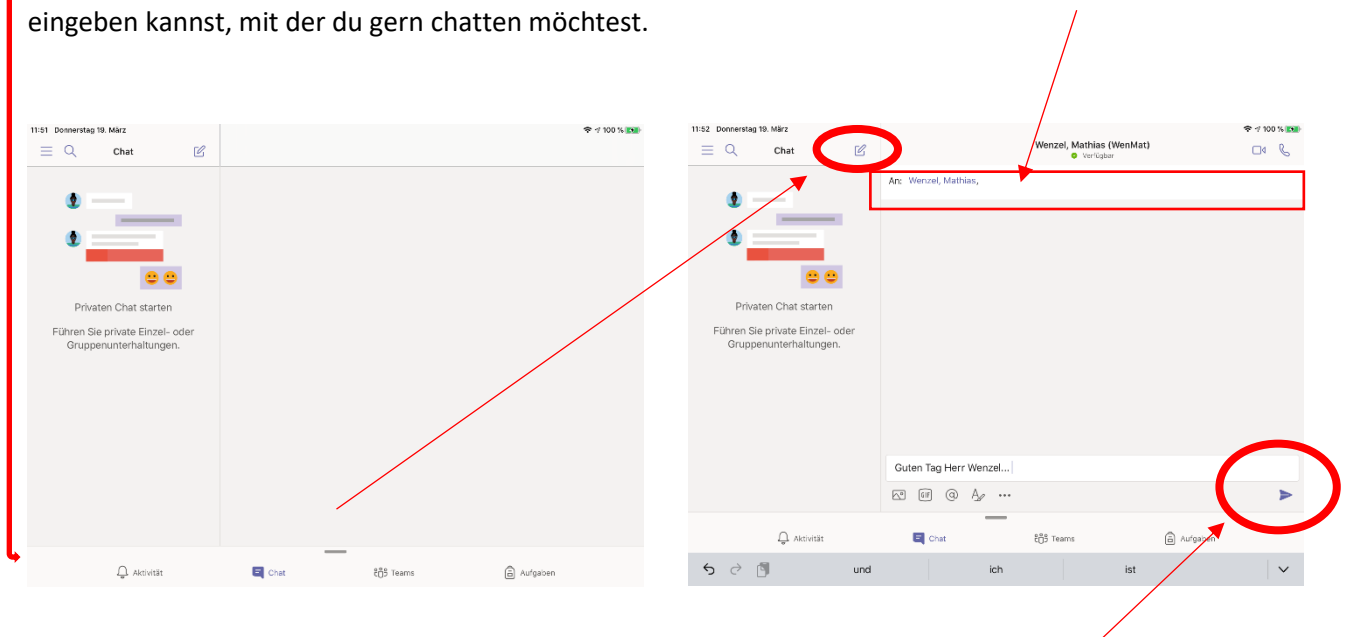 eingeben kannst, mit der du gern chatten möchtest.
11:51 Donnerstag 19. März
100 %
Chat
Privaten Chat starten
Führen Sie private Einzel- oder
Gruppenunterhaltungen.
Aktivität
Chat
Teams
Aufgaben
11:52 Donnerstag 19. März
100 %
Chat
Wenzel, Mathias (WenMat)
Verfügbar
An: Wenzel, Mathias,
Privaten Chat starten
Führen Sie private Einzel- oder
Gruppenunterhaltungen.
Guten Tag Herr Wenzel...
GIF
Aktivität
Chat
Teams
Aufgaben
und
ich
ist